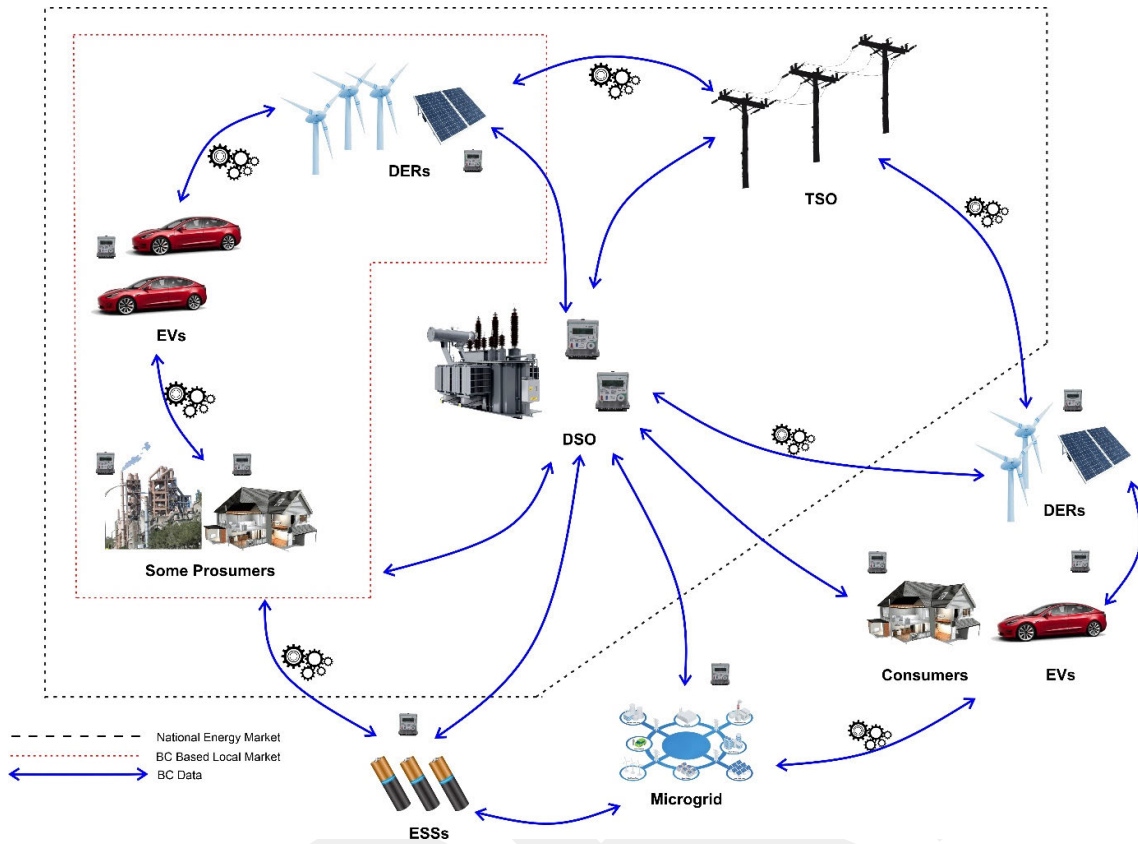 DERs
TSO
EVs
DSO
DERs
Some Prosumers
Consumers
EVs
National Energy Market
BC Based Local Market
BC Data
Microgrid
ESSs